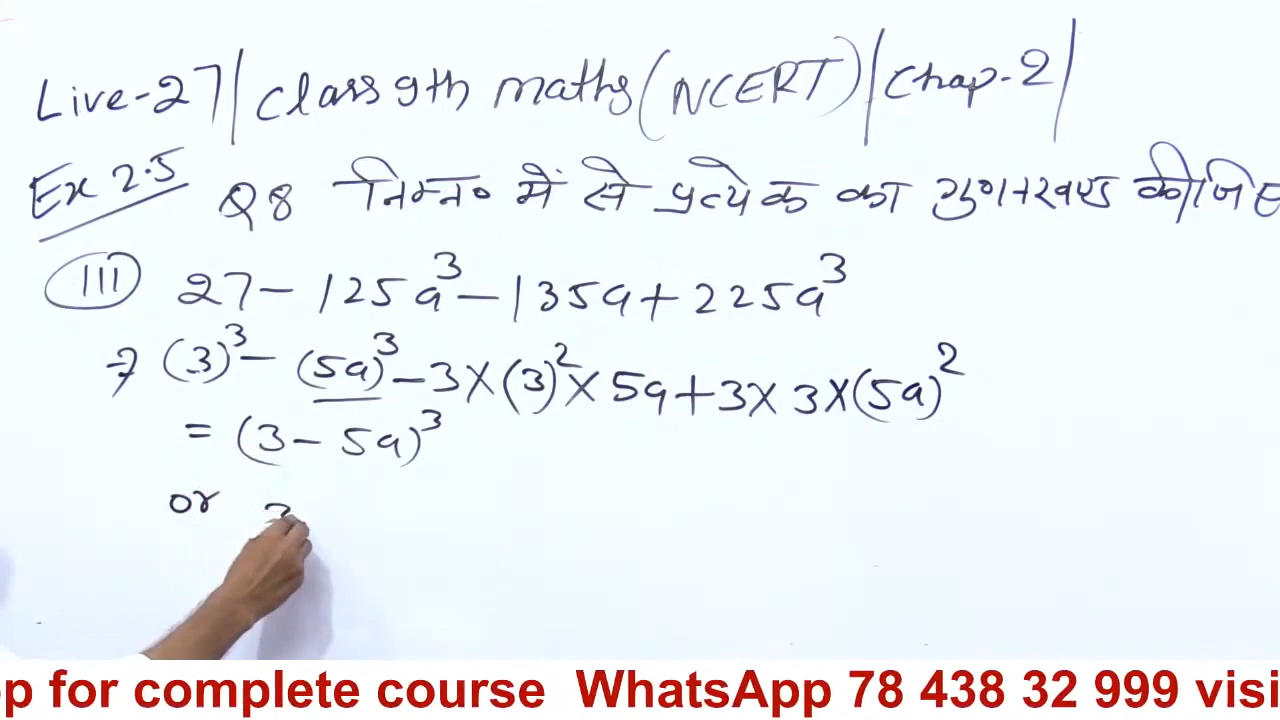 Live-27| Class 9th maths (NCERT)| Chap-2|
Ex 2.5 Q8 निम्न० में से प्रत्येक का गुणनखण्ड कीजिए
III 27 - 125a³ - 135a + 225a³
⇒ (3)³ - (5a)³ - 3 × (3)² × 5a + 3 × 3 × (5a)²
= (3 - 5a)³
or
p for complete course WhatsApp 78 438 32 999 visi